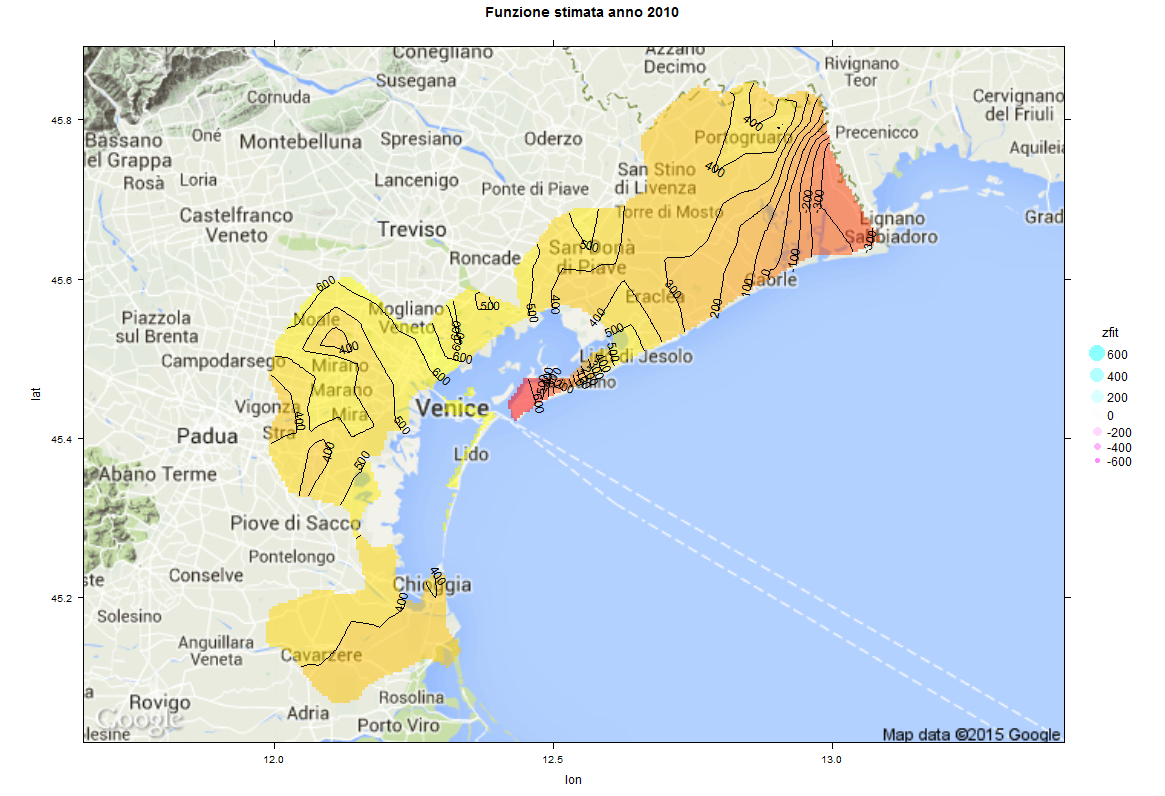 Funzione stimata anno 2010
Conegliano
Azzano
Decimo
Rivignano
Teor
Susegana
Cornuda
Cervignano
del Friuli
Bassano
del Grappa
Oné
Montebelluna
Spresiano
Oderzo
Portogruaro
Precenicco
Aquileia
Rosà
Loria
Lancenigo
Ponte di Piave
San Stino
di Livenza
Castelfranco
Veneto
Treviso
Torre di Mosto
Lignano
Sabbiadoro
Grad
Roncade
San Donà
di Piave
Caorle
Eraclea
Piazzola
sul Brenta
Noale
Mogliano
Veneto
Campodarsego
Mirano
Lido di Jesolo
Marano
Vigonza
Mira
Venice
Padua
Stra
Lido
Abano Terme
Piove di Sacco
Pontelongo
Conselve
Chioggia
Solesino
Anguillara
Veneta
Cavarzere
Rovigo
Rosolina
Adria
Porto Viro
Google
Map data ©2015 Google
400
400
-200
-300
-100
0
100
200
300
400
500
500
400
500
500
600
600
600
400
400
500
400
500
400
400
45.8
45.6
45.4
45.2
lat
12.0
12.5
13.0
lon
zfit
600
400
200
0
-200
-400
-600